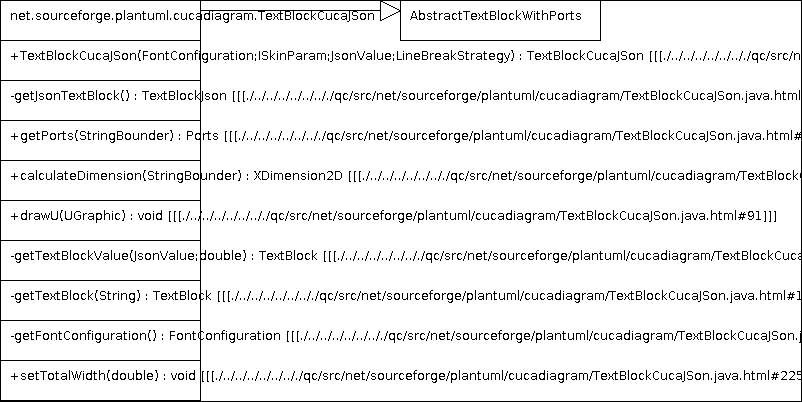 net.sourceforge.plantuml.cucadiagram.TextBlockCucaJSon
AbstractTextBlockWithPorts
+TextBlockCucaJSon(FontConfiguration;ISkinParam;JsonValue;LineBreakStrategy) : TextBlockCucaJSon [[[./../../../../../../qc/src/n
-getJsonTextBlock() : TextBlockJson [[[./../../../../../../qc/src/net/sourceforge/plantuml/cucadiagram/TextBlockCucaJSon.java.html
+getPorts(StringBounder) : Ports [[[./../../../../../../qc/src/net/sourceforge/plantuml/cucadiagram/TextBlockCucaJSon.java.html#
+calculateDimension(StringBounder) : XDimension2D [[[./../../../../../../qc/src/net/sourceforge/plantuml/cucadiagram/TextBlockC
+drawU(UGraphic) : void [[[./../../../../../../qc/src/net/sourceforge/plantuml/cucadiagram/TextBlockCucaJSon.java.html#91]]]
-getTextBlockValue(JsonValue;double) : TextBlock [[[./../../../../../../qc/src/net/sourceforge/plantuml/cucadiagram/TextBlockCuca
-getTextBlock(String) : TextBlock [[[./../../../../../../qc/src/net/sourceforge/plantuml/cucadiagram/TextBlockCucaJSon.java.html#1
-getFontConfiguration() : FontConfiguration [[[./../../../../../../qc/src/net/sourceforge/plantuml/cucadiagram/TextBlockCucaJSon.j
+setTotalWidth(double) : void [[[./../../../../../../qc/src/net/sourceforge/plantuml/cucadiagram/TextBlockCucaJSon.java.html#225